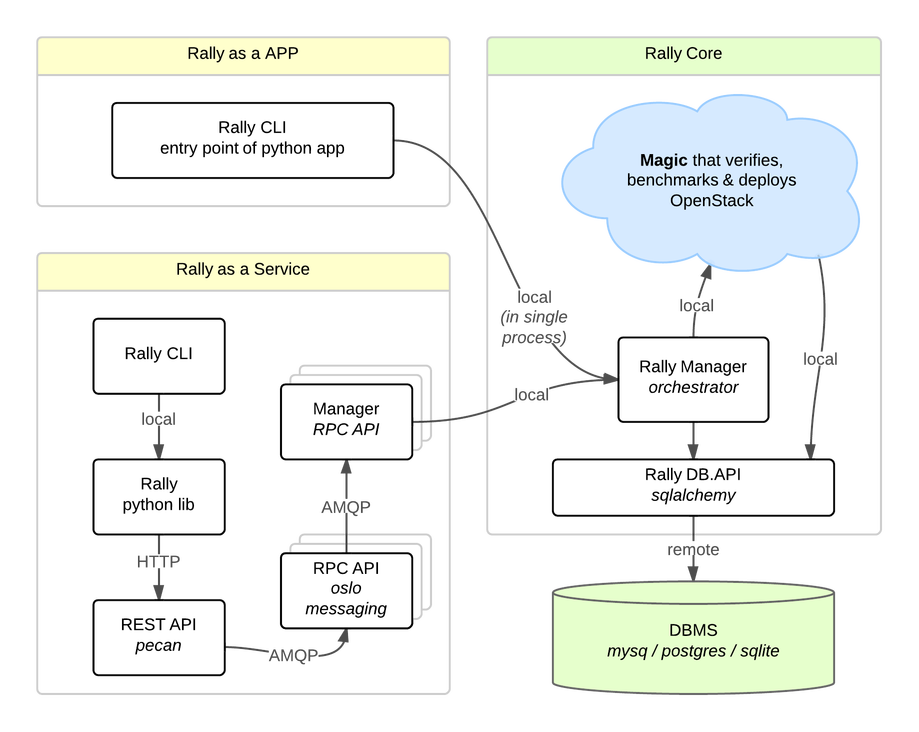 Rally as a APP
Rally CLI
entry point of python app
Rally as a Service
Rally CLI
local
Rally
python lib
HTTP
REST API
pecan
AMQP
RPC API
oslo
messaging
AMQP
Manager
RPC API
local
local
(in single
process)
Rally Core
Magic that verifies,
benchmarks & deploys
OpenStack
local
local
Rally Manager
orchestrator
Rally DB.API
sqlalchemy
remote
DBMS
mysq / postgres / sqlite